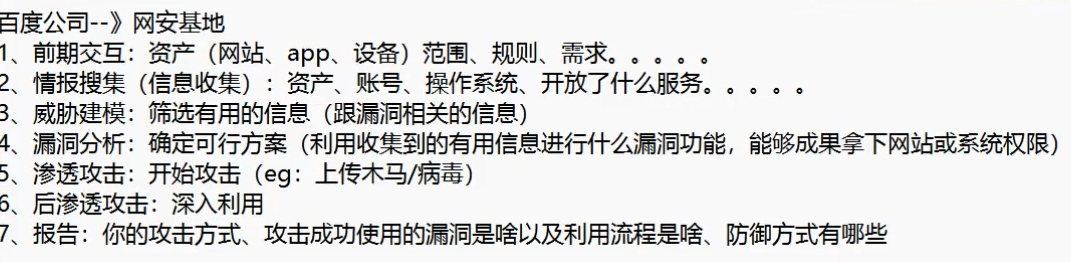 百度公司--》网安基地
1、前期交互：资产（网站、app、设备）范围、规则、需求。。。。。
2、情报搜集（信息收集）：资产、账号、操作系统、开放了什么服务。。。。。
3、威胁建模：筛选有用的信息（跟漏洞相关的信息）
4、漏洞分析：确定可行方案（利用收集到的有用信息进行什么漏洞功能，能够成果拿下网站或系统权限）
5、渗透攻击：开始攻击（eg：上传木马/病毒）
6、后渗透攻击：深入利用
7、报告：你的攻击方式、攻击成功使用的漏洞是啥以及利用流程是啥、防御方式有哪些